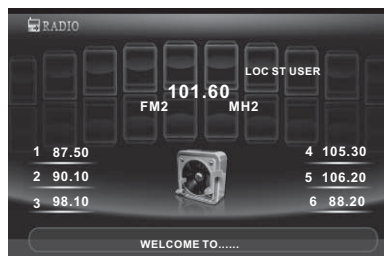 RADIO
LOC ST USER
101.60
FM2 MH2
1 87.50 4 105.30
2 90.10 5 106.20
3 98.10 6 88.20
WELCOME TO......